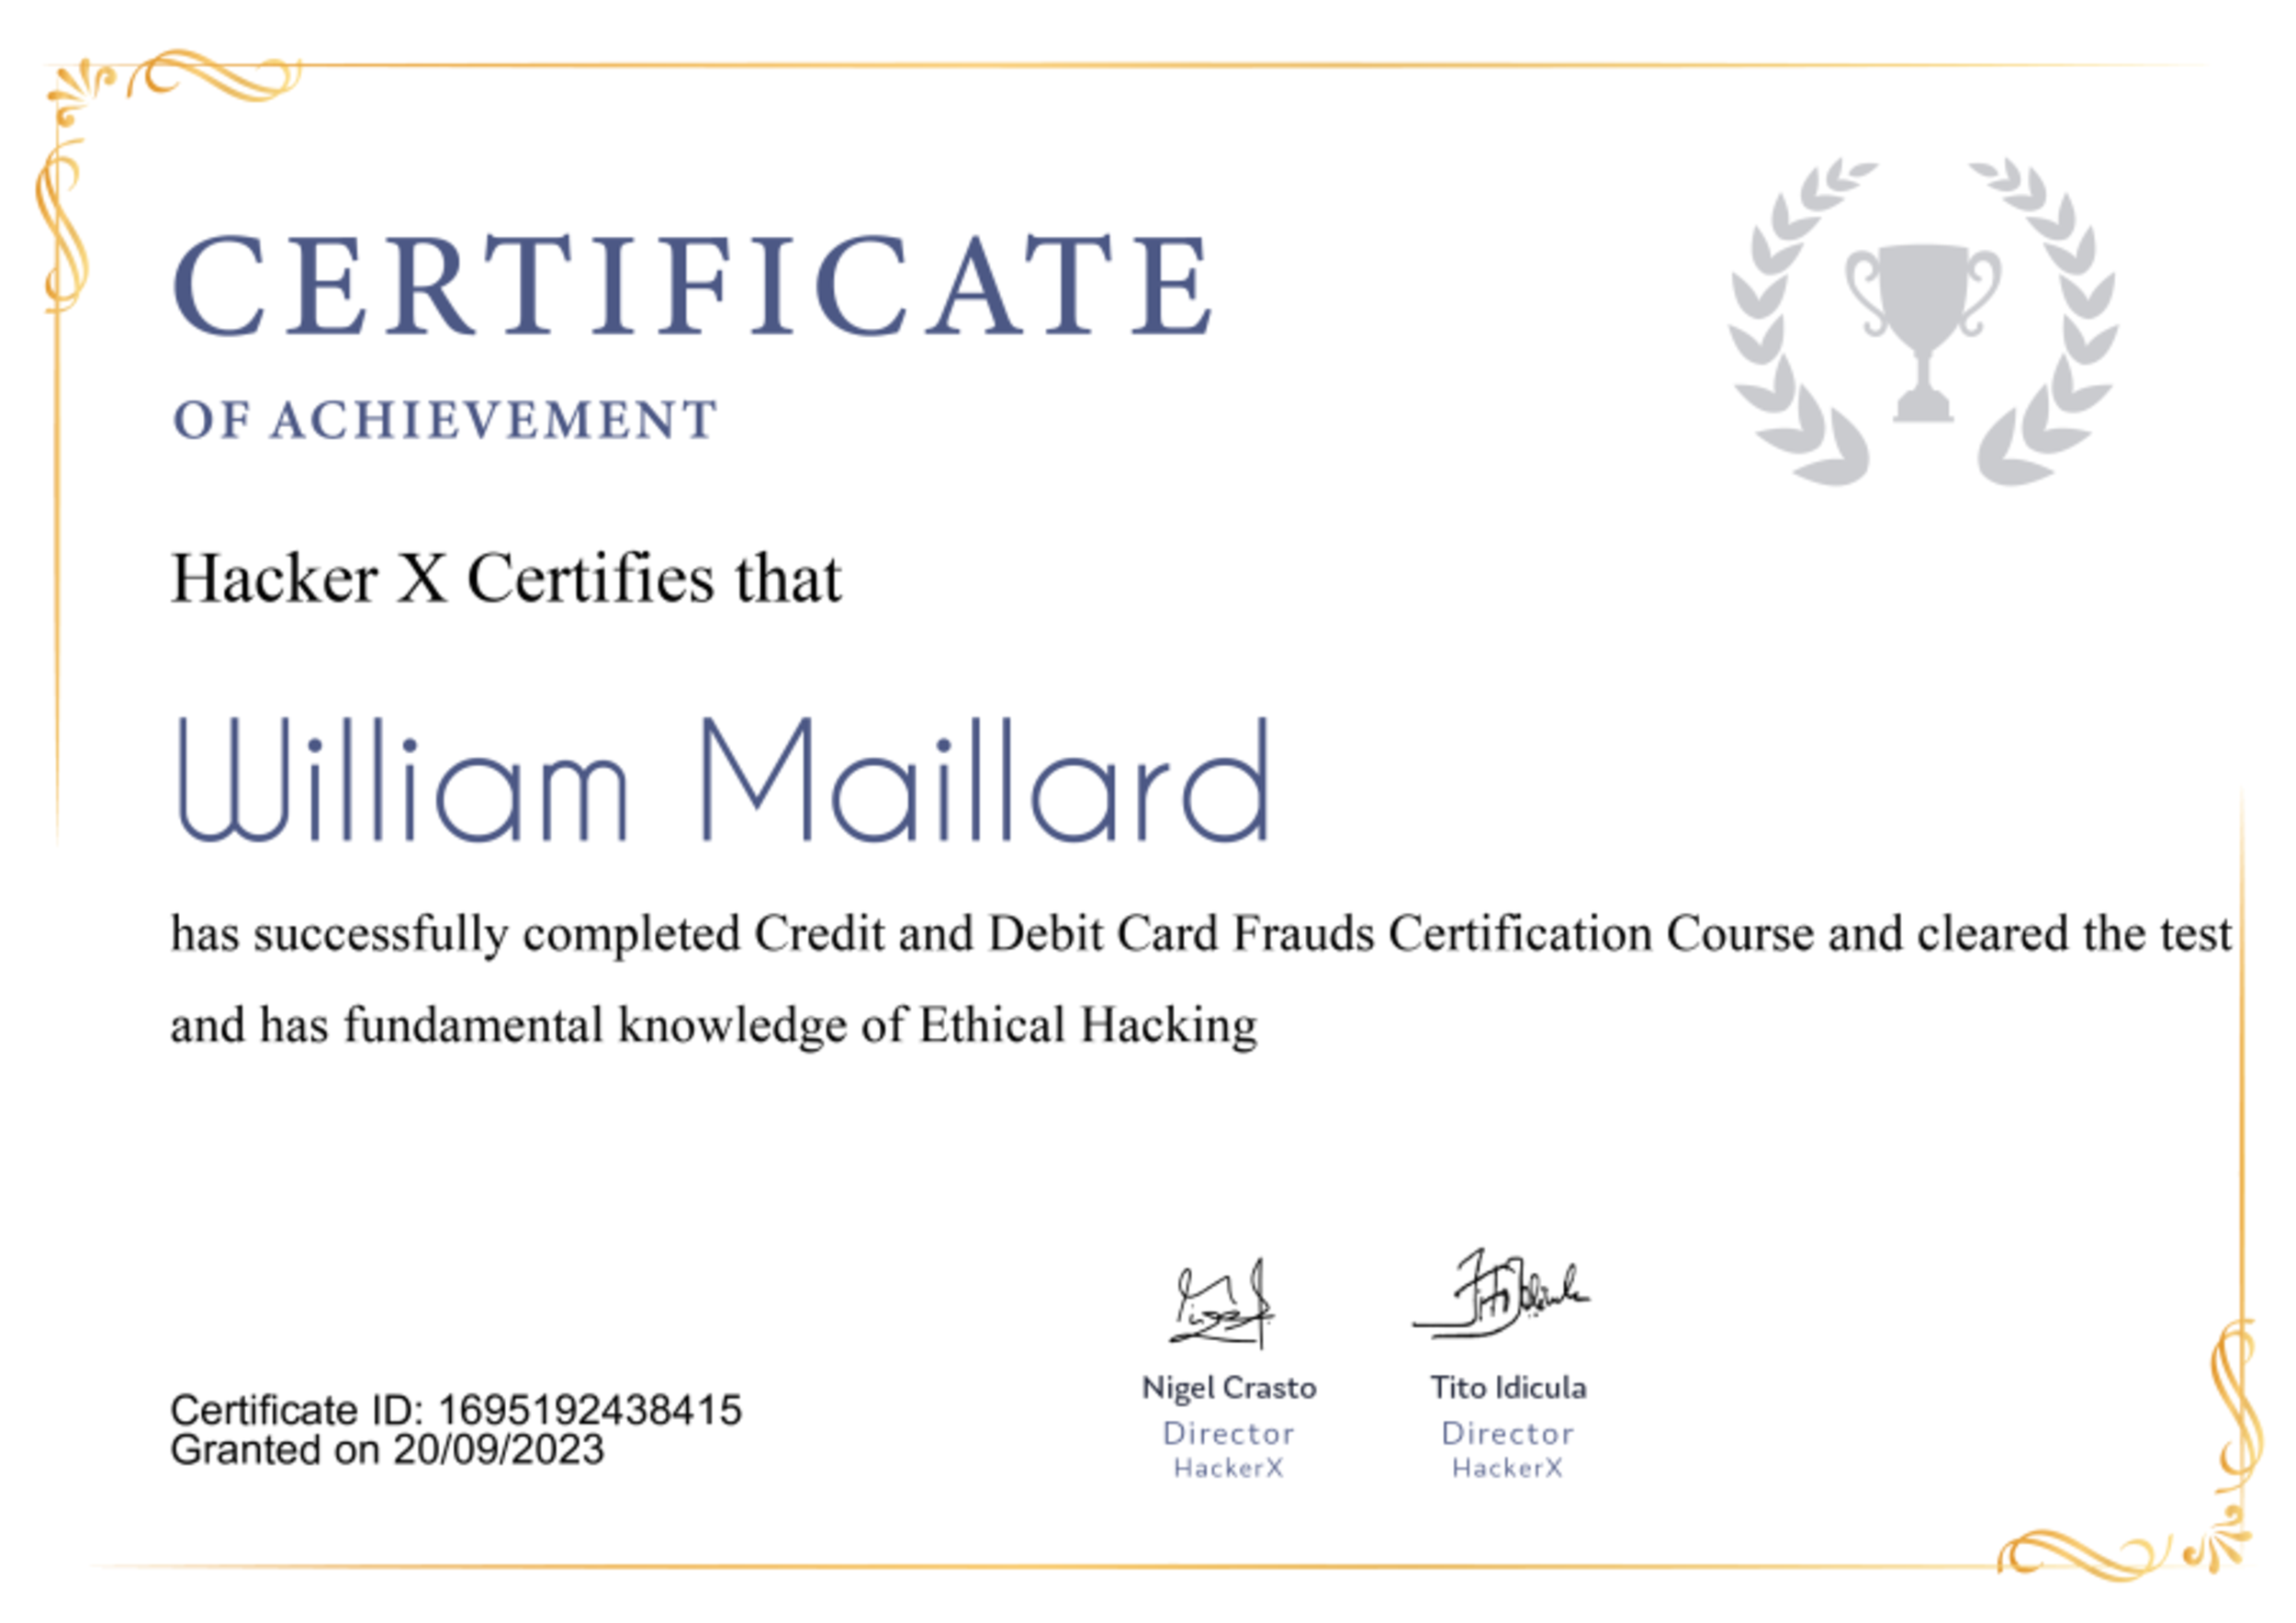 CERTIFICATE
OF ACHIEVEMENT
Hacker X Certifies that
William Maillard
has successfully completed Credit and Debit Card Frauds Certification Course and cleared the test
and has fundamental knowledge of Ethical Hacking
Certificate ID: 1695192438415
Granted on 20/09/2023
Nigel Crasto
Director
HackerX
Tito Idicula
Director
HackerX